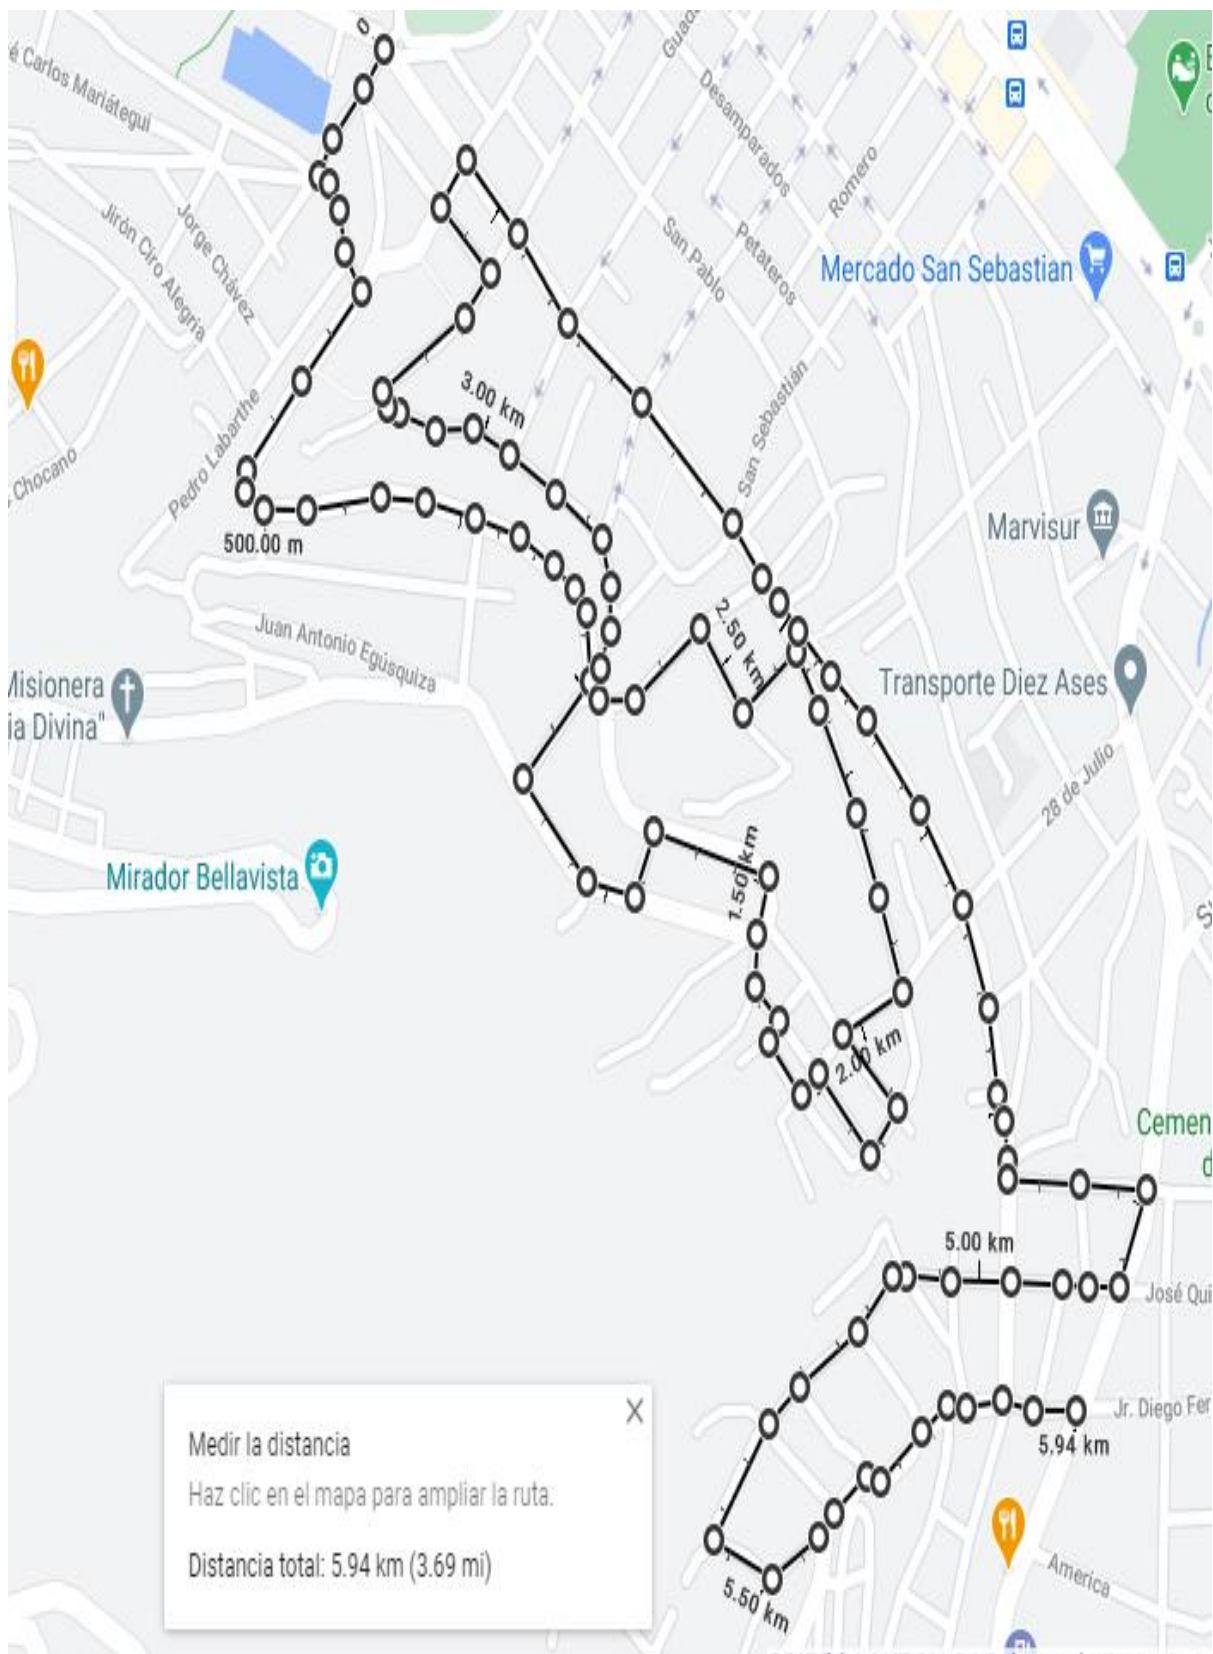 0
é Carlos Mariátegui
Guad
Desamparados
Romero
Jorge Chávez
Jirón Ciro Alegría
San Pablo
Petateros
Mercado San Sebastian
3.00 km
San Sebastián
Pedro Labarthe
Chocano
500.00 m
Marvisur
Juan Antonio Egúsquiza
2.50 km
Misionera
ia Divina"
Transporte Diez Ases
28 de Julio
Mirador Bellavista
1.50 km
2.00 km
Cemen
d
5.00 km
José Qui
Jr. Diego Fer
5.94 km
Medir la distancia
Haz clic en el mapa para ampliar la ruta.
Distancia total: 5.94 km (3.69 mi)
5.50 km
America